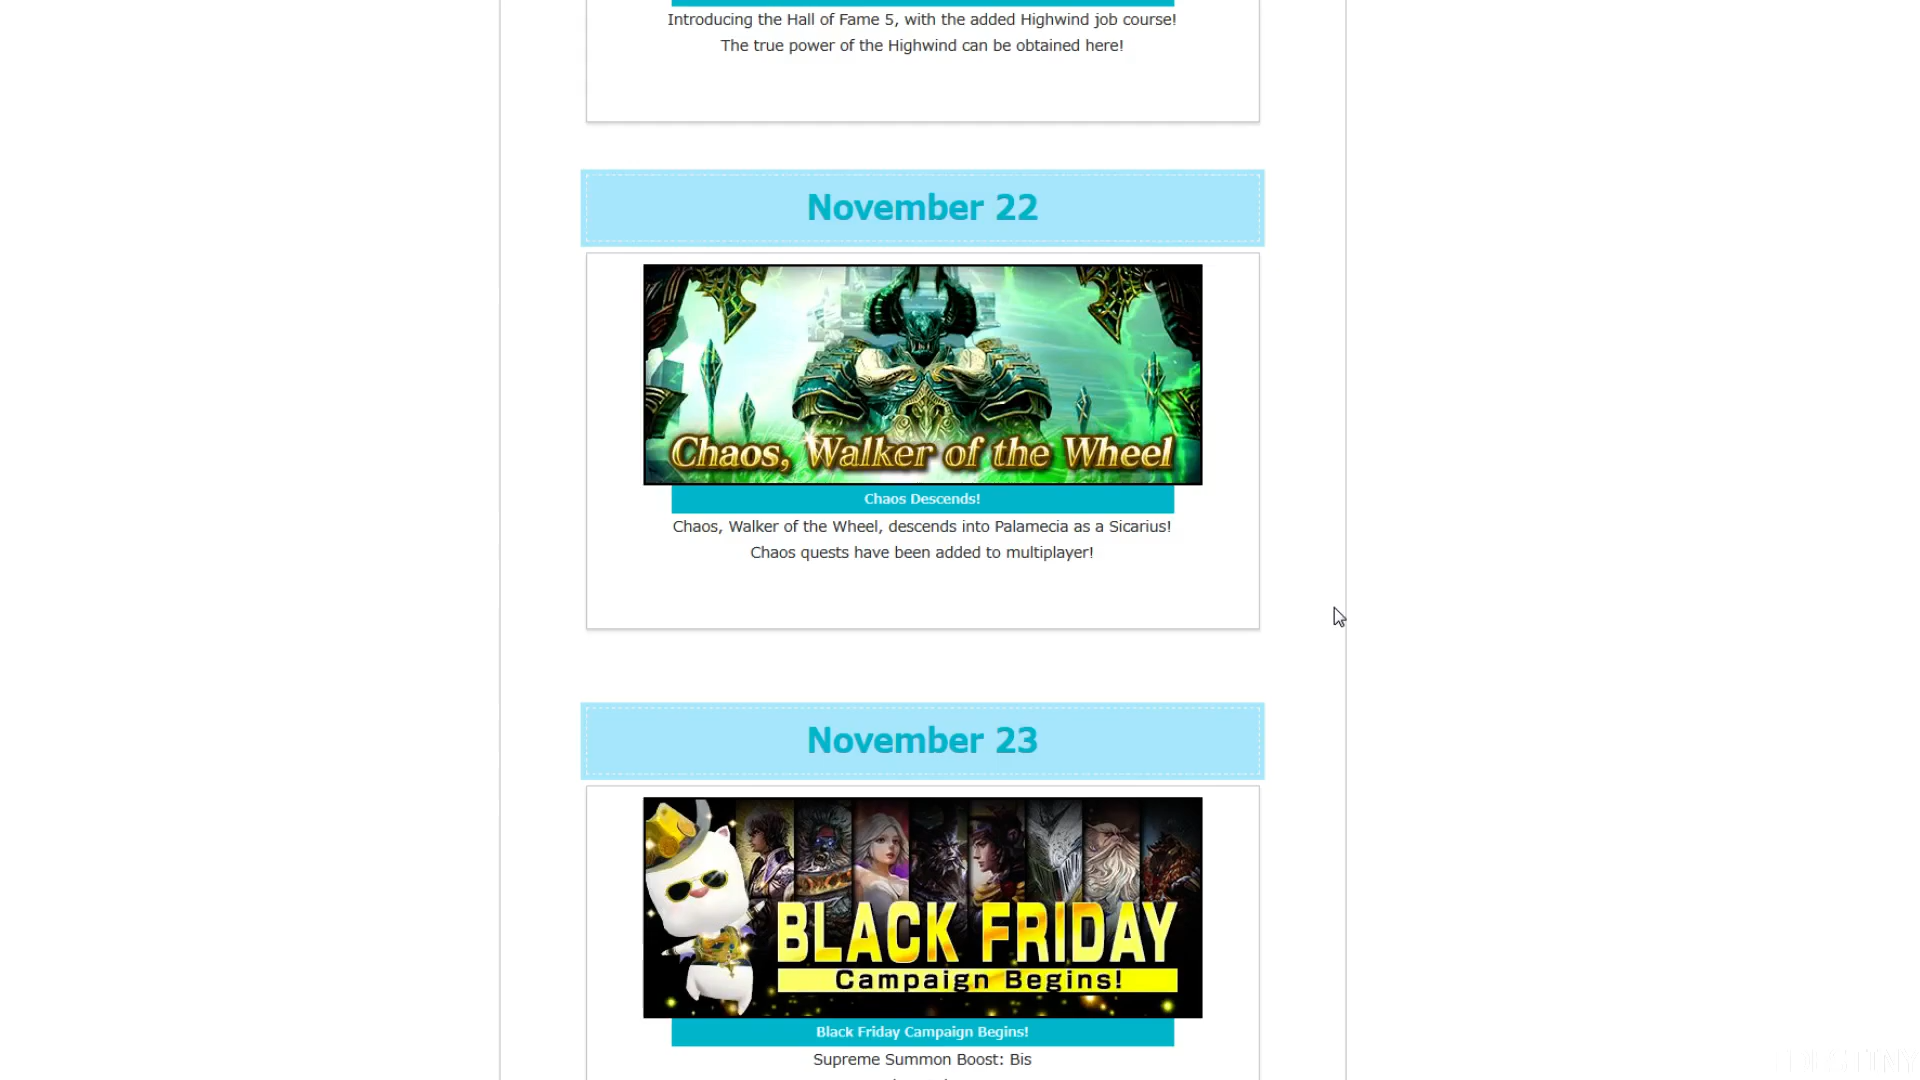 Introducing the Hall of Fame 5, with the added Highwind job course!
The true power of the Highwind can be obtained here!
November 22
Chaos, Walker of the Wheel
Chaos Descends!
Chaos, Walker of the Wheel, descends into Palamecia as a Sicarius!
Chaos quests have been added to multiplayer!
November 23
BLACK FRIDAY
Campaign Begins!
Black Friday Campaign Begins!
Supreme Summon Boost: Bis